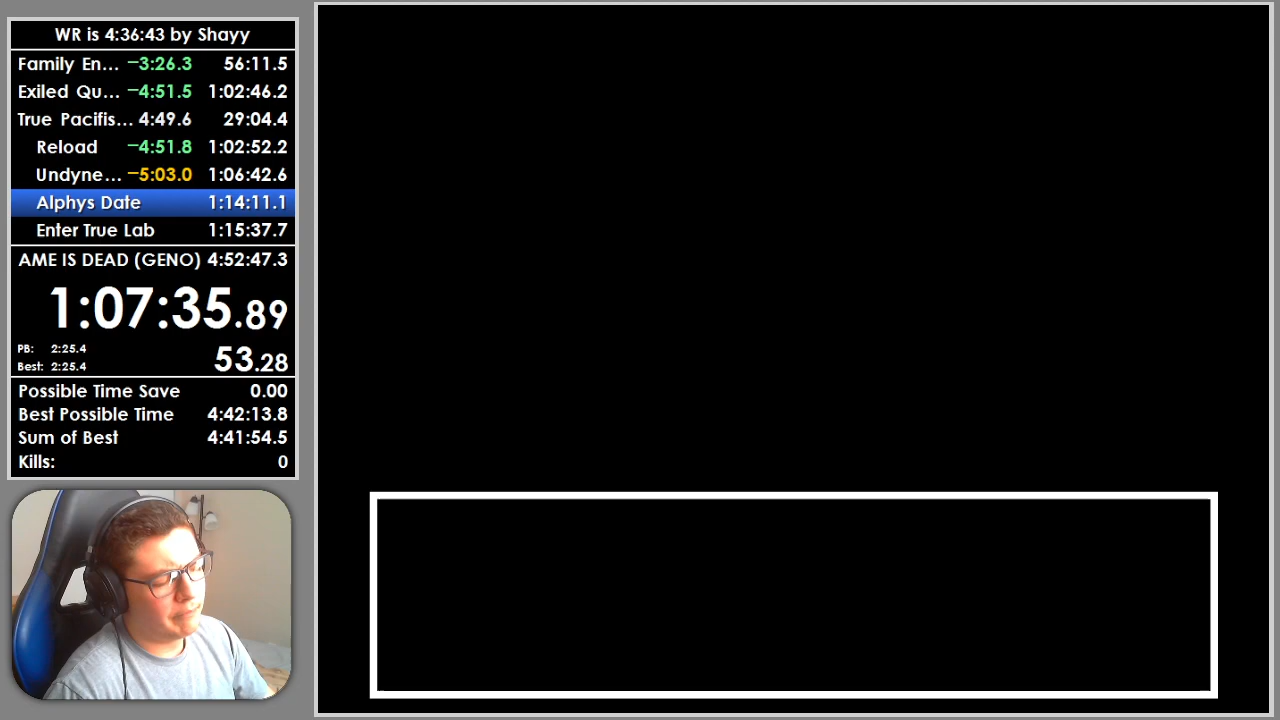 WR is 4:36:43 by Shayy
Family En... −3:26.3 56:11.5
Exiled Qu... −4:51.5 1:02:46.2
True Pacifis... 4:49.6 29:04.4
Reload −4:51.8 1:02:52.2
Undyne... −5:03.0 1:06:42.6
Alphys Date 1:14:11.1
Enter True Lab 1:15:37.7
AME IS DEAD (GENO) 4:52:47.3
1:07:35.89
PB: 2:25.4
Best: 2:25.4
53.28
Possible Time Save 0.00
Best Possible Time 4:42:13.8
Sum of Best 4:41:54.5
Kills: 0